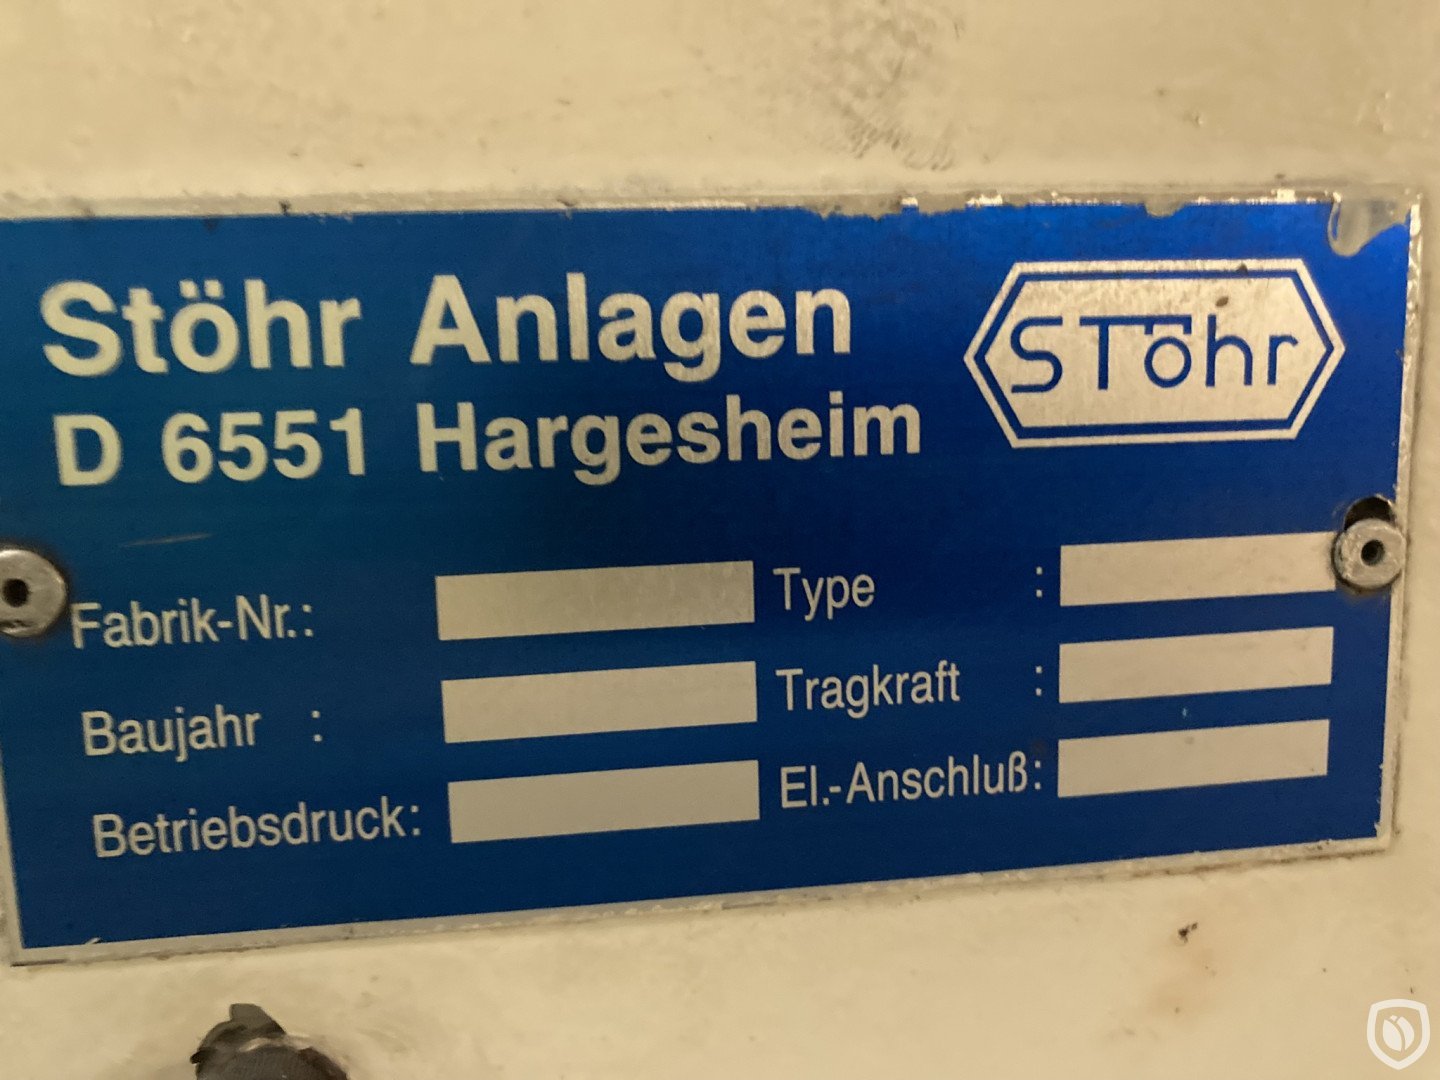 Stöhr Anlagen
STöhr
D 6551 Hargesheim
Fabrik-Nr.:
Type :
Baujahr :
Tragkraft :
Betriebsdruck:
El.-Anschluß: